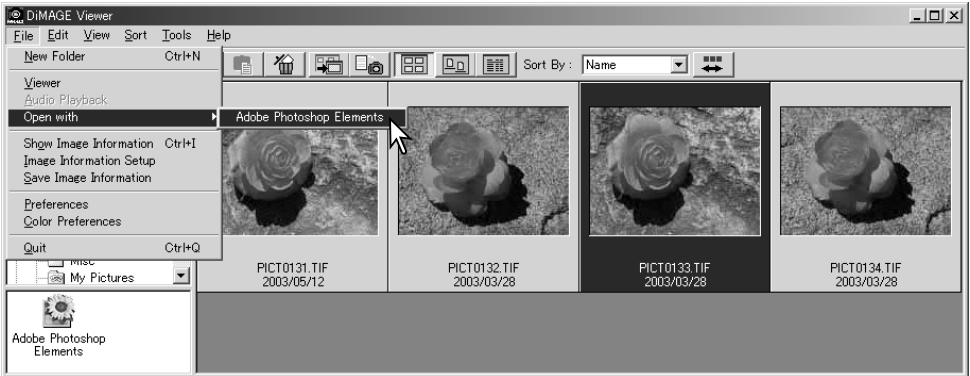 DiMAGE Viewer
File Edit View Sort Tools Help
New Folder Ctrl+N
Sort By : Name
Viewer
Audio Playback
Open with
Adobe Photoshop Elements
Show Image Information Ctrl+I
Image Information Setup
Save Image Information
Preferences
Color Preferences
Quit Ctrl+Q
Misc
My Pictures
PICT0131.TIF
2003/05/12
PICT0132.TIF
2003/03/28
PICT0133.TIF
2003/03/28
PICT0134.TIF
2003/03/28
Adobe Photoshop
Elements